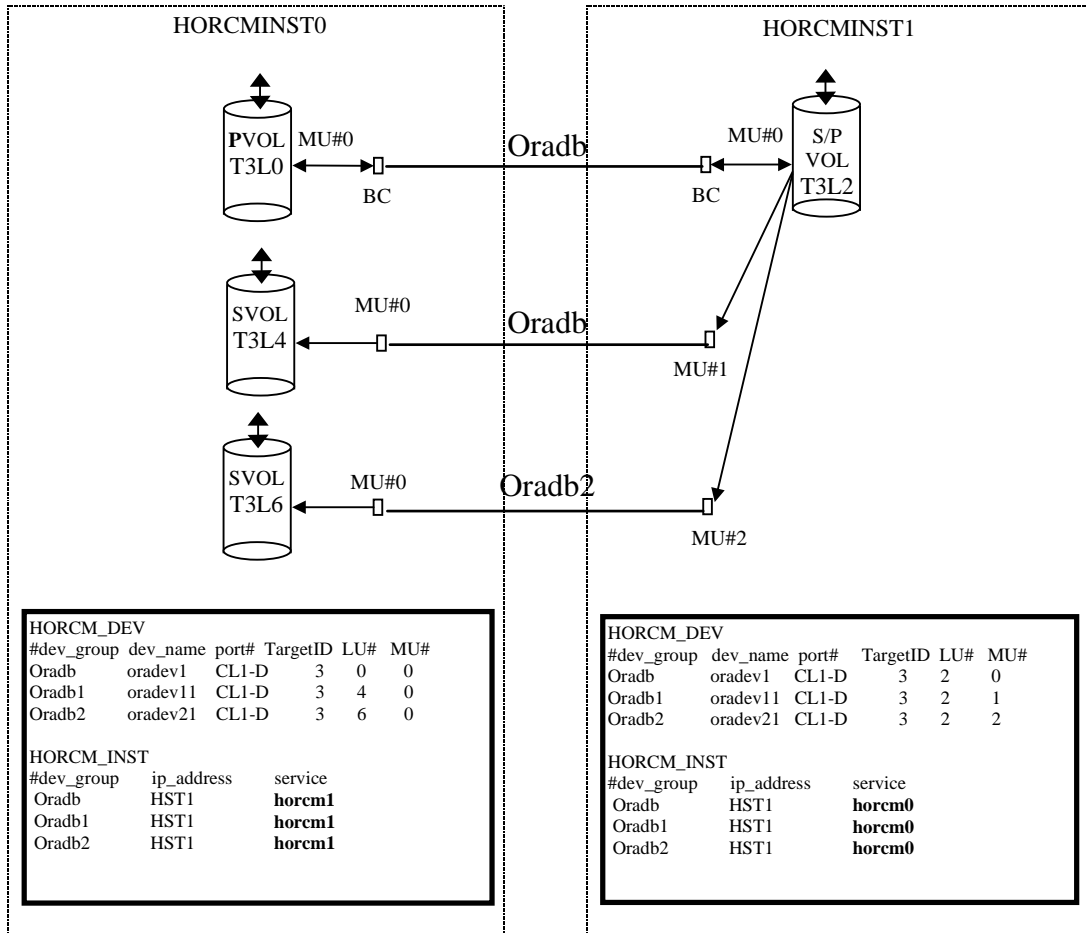 HORCMINST0
HORCMINST1
PVOL
T3L0
MU#0
BC
Oradb
BC
MU#0
S/P
VOL
T3L2
SVOL
T3L4
MU#0
Oradb
MU#1
SVOL
T3L6
MU#0
Oradb2
MU#2
HORCM_DEV
#dev_group dev_name port# TargetID LU# MU#
Oradb oradev1 CL1-D 3 0 0
Oradb1 oradev11 CL1-D 3 4 0
Oradb2 oradev21 CL1-D 3 6 0
HORCM_INST
#dev_group ip_address service
Oradb HST1 horcm1
Oradb1 HST1 horcm1
Oradb2 HST1 horcm1
HORCM_DEV
#dev_group dev_name port# TargetID LU# MU#
Oradb oradev1 CL1-D 3 2 0
Oradb1 oradev11 CL1-D 3 2 1
Oradb2 oradev21 CL1-D 3 2 2
HORCM_INST
#dev_group ip_address service
Oradb HST1 horcm0
Oradb1 HST1 horcm0
Oradb2 HST1 horcm0